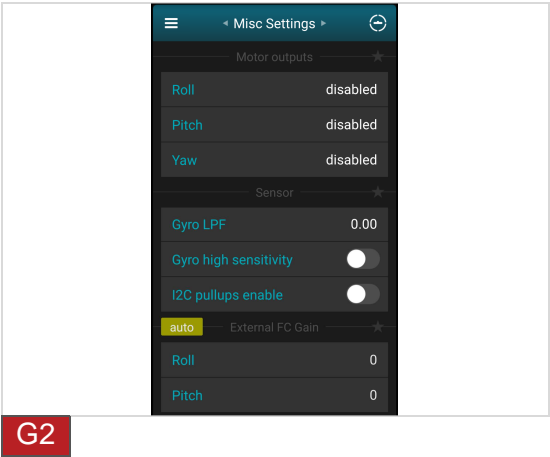 Misc Settings
Motor outputs
Roll disabled
Pitch disabled
Yaw disabled
Sensor
Gyro LPF 0.00
Gyro high sensitivity
I2C pullups enable
auto External FC Gain
Roll 0
Pitch 0
G2